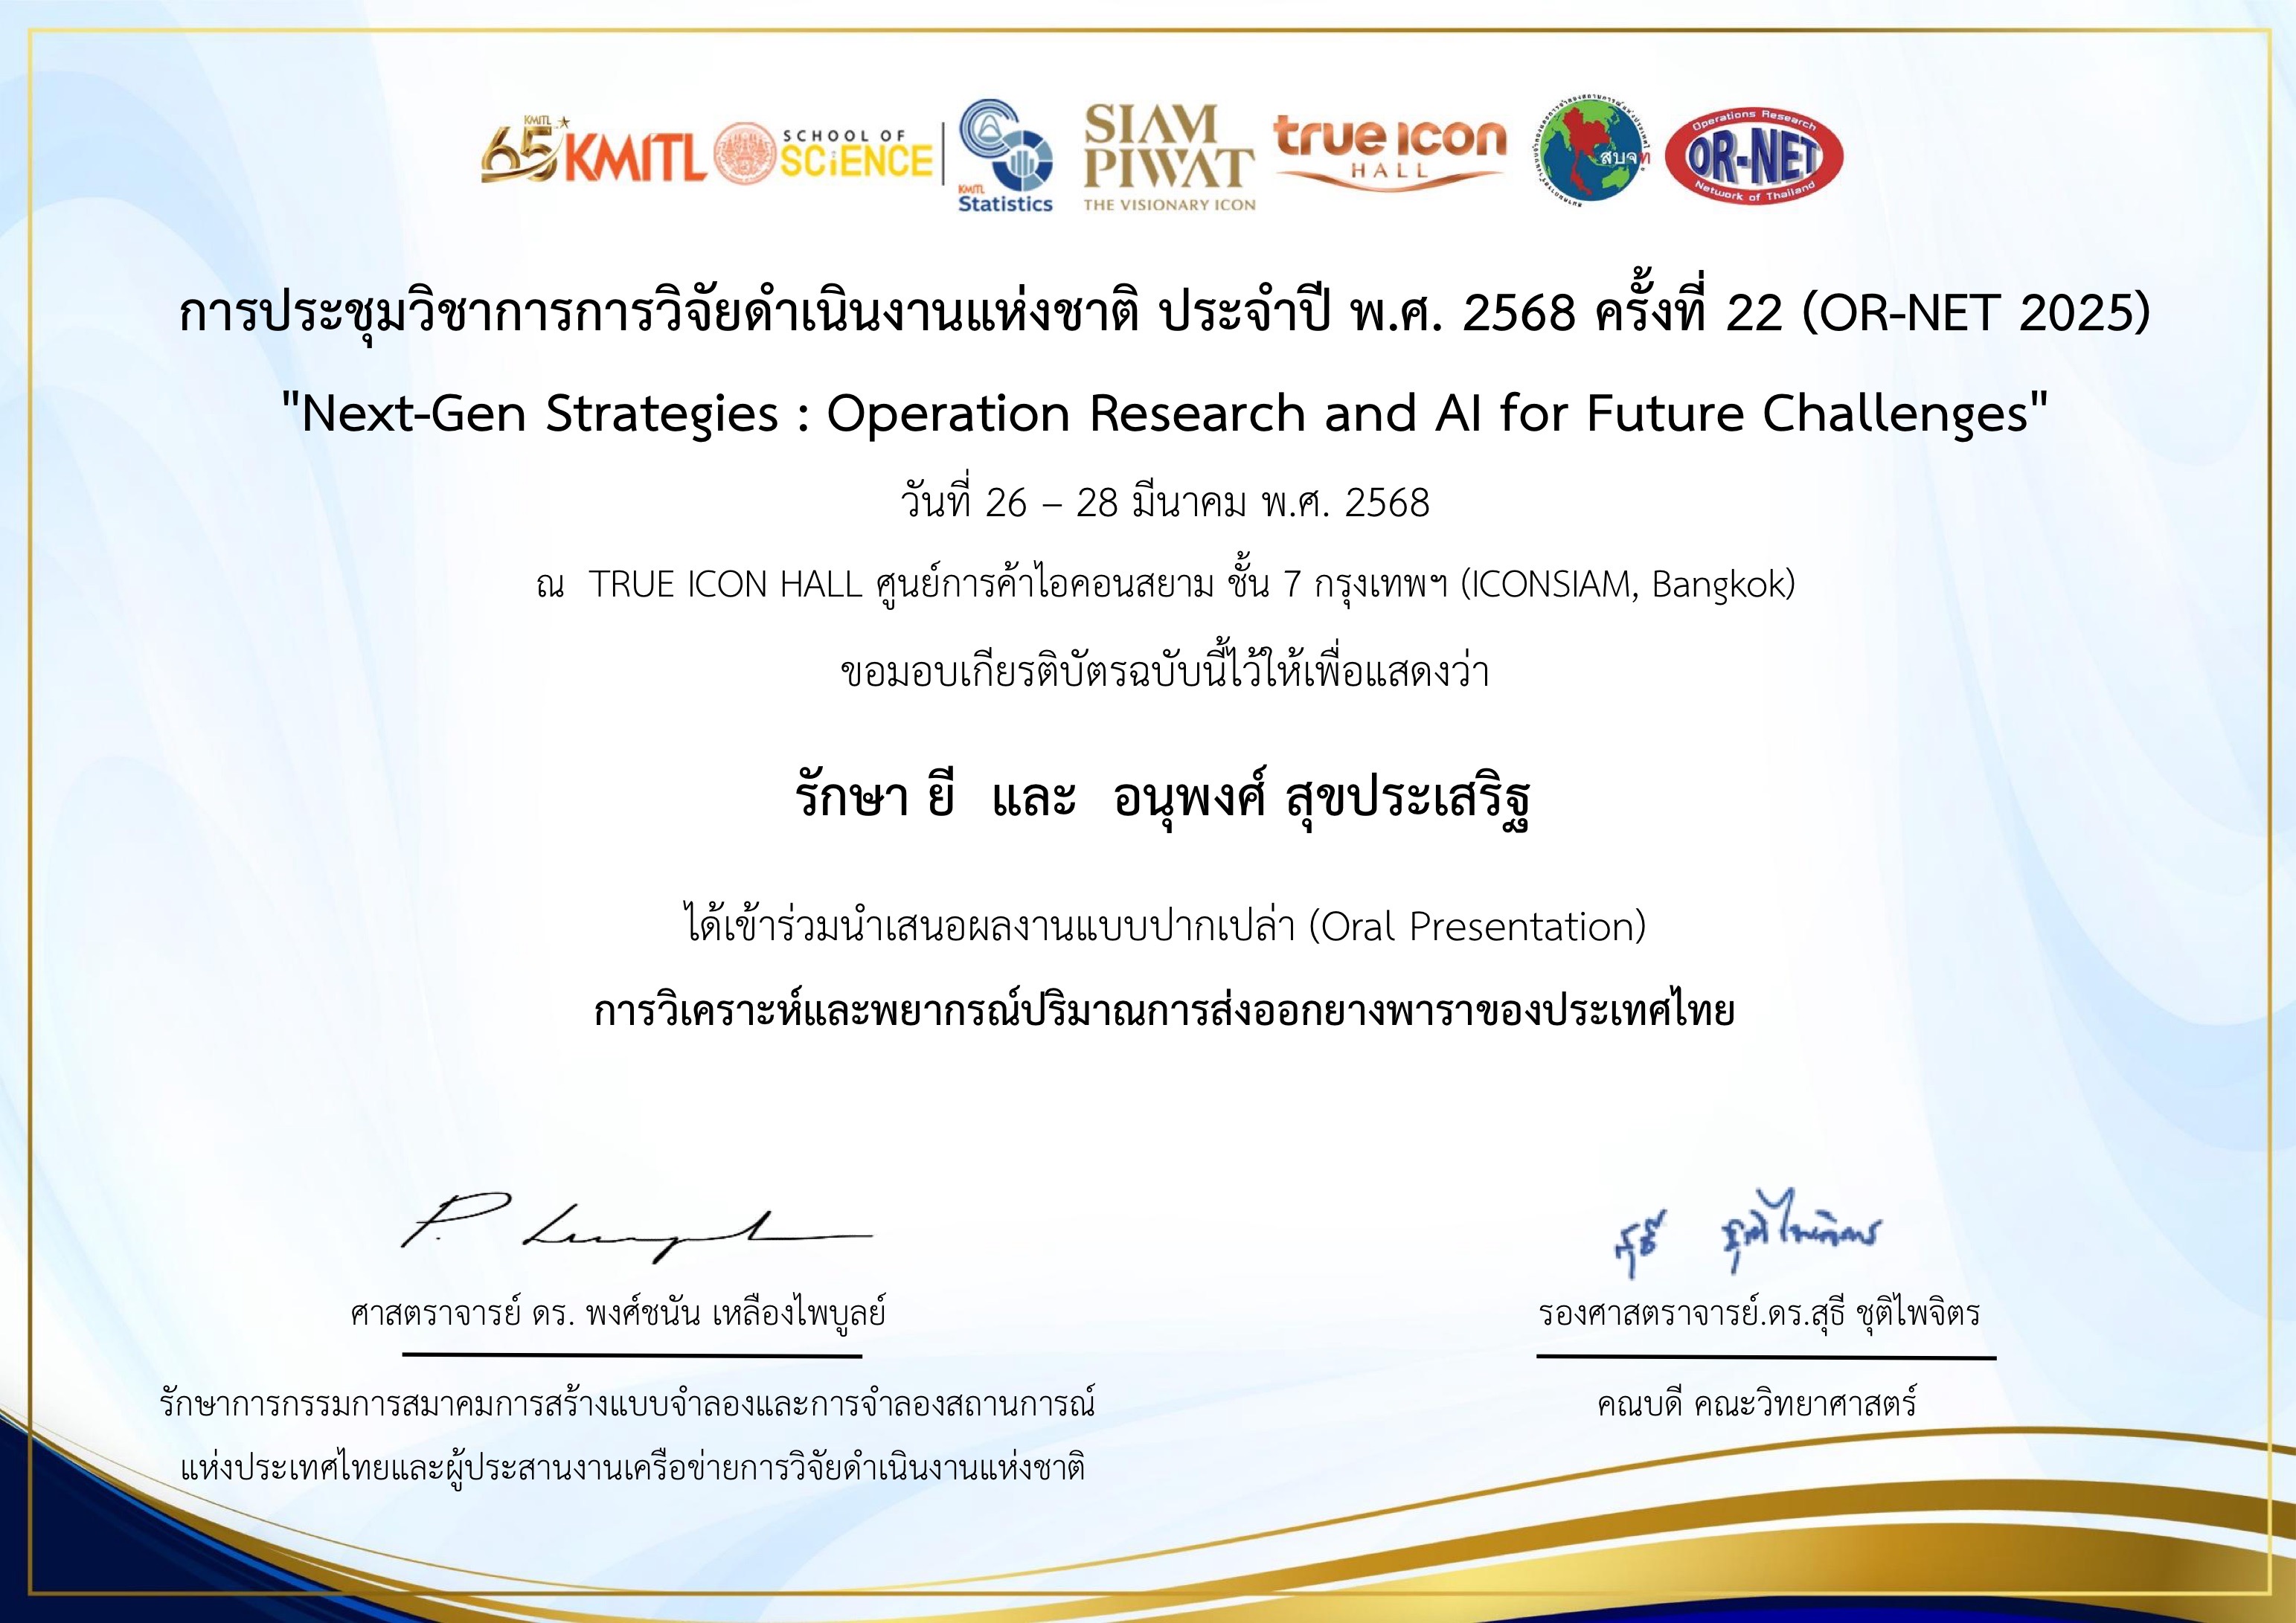 KMITL
65 KMITL SCHOOL OF SCIENCE
KMITL Statistics
SIAM PIWAT
THE VISIONARY ICON
true icon
HALL
สบจท
Operations Research
OR-NET
Network of Thailand
การประชุมวิชาการการวิจัยดำเนินงานแห่งชาติ ประจำปี พ.ศ. 2568 ครั้งที่ 22 (OR-NET 2025)
"Next-Gen Strategies : Operation Research and AI for Future Challenges"
วันที่ 26 – 28 มีนาคม พ.ศ. 2568
ณ TRUE ICON HALL ศูนย์การค้าไอคอนสยาม ชั้น 7 กรุงเทพฯ (ICONSIAM, Bangkok)
ขอมอบเกียรติบัตรฉบับนี้ไว้ให้เพื่อแสดงว่า
รักษา ยี และ อนุพงศ์ สุขประเสริฐ
ได้เข้าร่วมนำเสนอผลงานแบบปากเปล่า (Oral Presentation)
การวิเคราะห์และพยากรณ์ปริมาณการส่งออกยางพาราของประเทศไทย
ศาสตราจารย์ ดร. พงศ์ชนัน เหลืองไพบูลย์
รักษาการกรรมการสมาคมการสร้างแบบจำลองและการจำลองสถานการณ์
แห่งประเทศไทยและผู้ประสานงานเครือข่ายการวิจัยดำเนินงานแห่งชาติ
รองศาสตราจารย์.ดร.สุธี ชุติไพจิตร
คณบดี คณะวิทยาศาสตร์